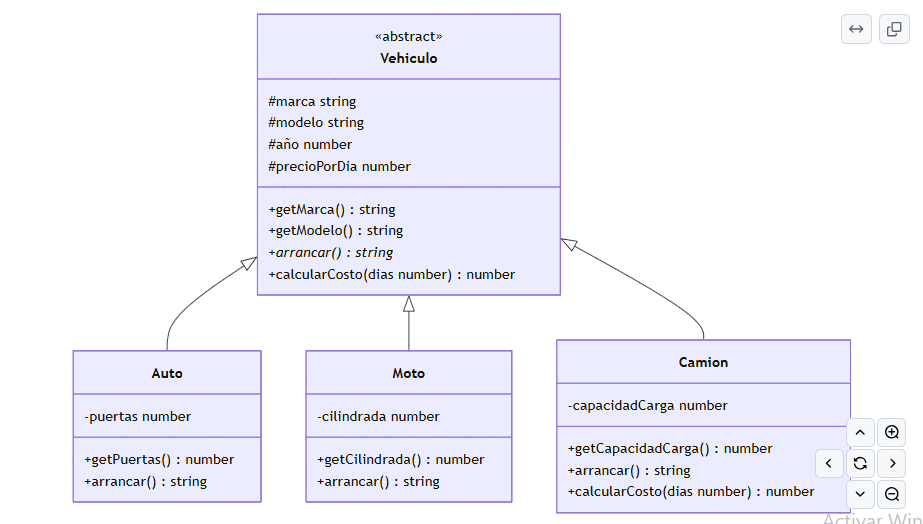 «abstract»
Vehiculo
#marca string
#modelo string
#año number
#precioPorDia number
+getMarca() : string
+getModelo() : string
+arrancar() : string
+calcularCosto(dias number) : number
Auto
-puertas number
+getPuertas() : number
+arrancar() : string
Moto
-cilindrada number
+getCilindrada() : number
+arrancar() : string
Camion
-capacidadCarga number
+getCapacidadCarga() : number
+arrancar() : string
+calcularCosto(dias number) : number
Activar Win